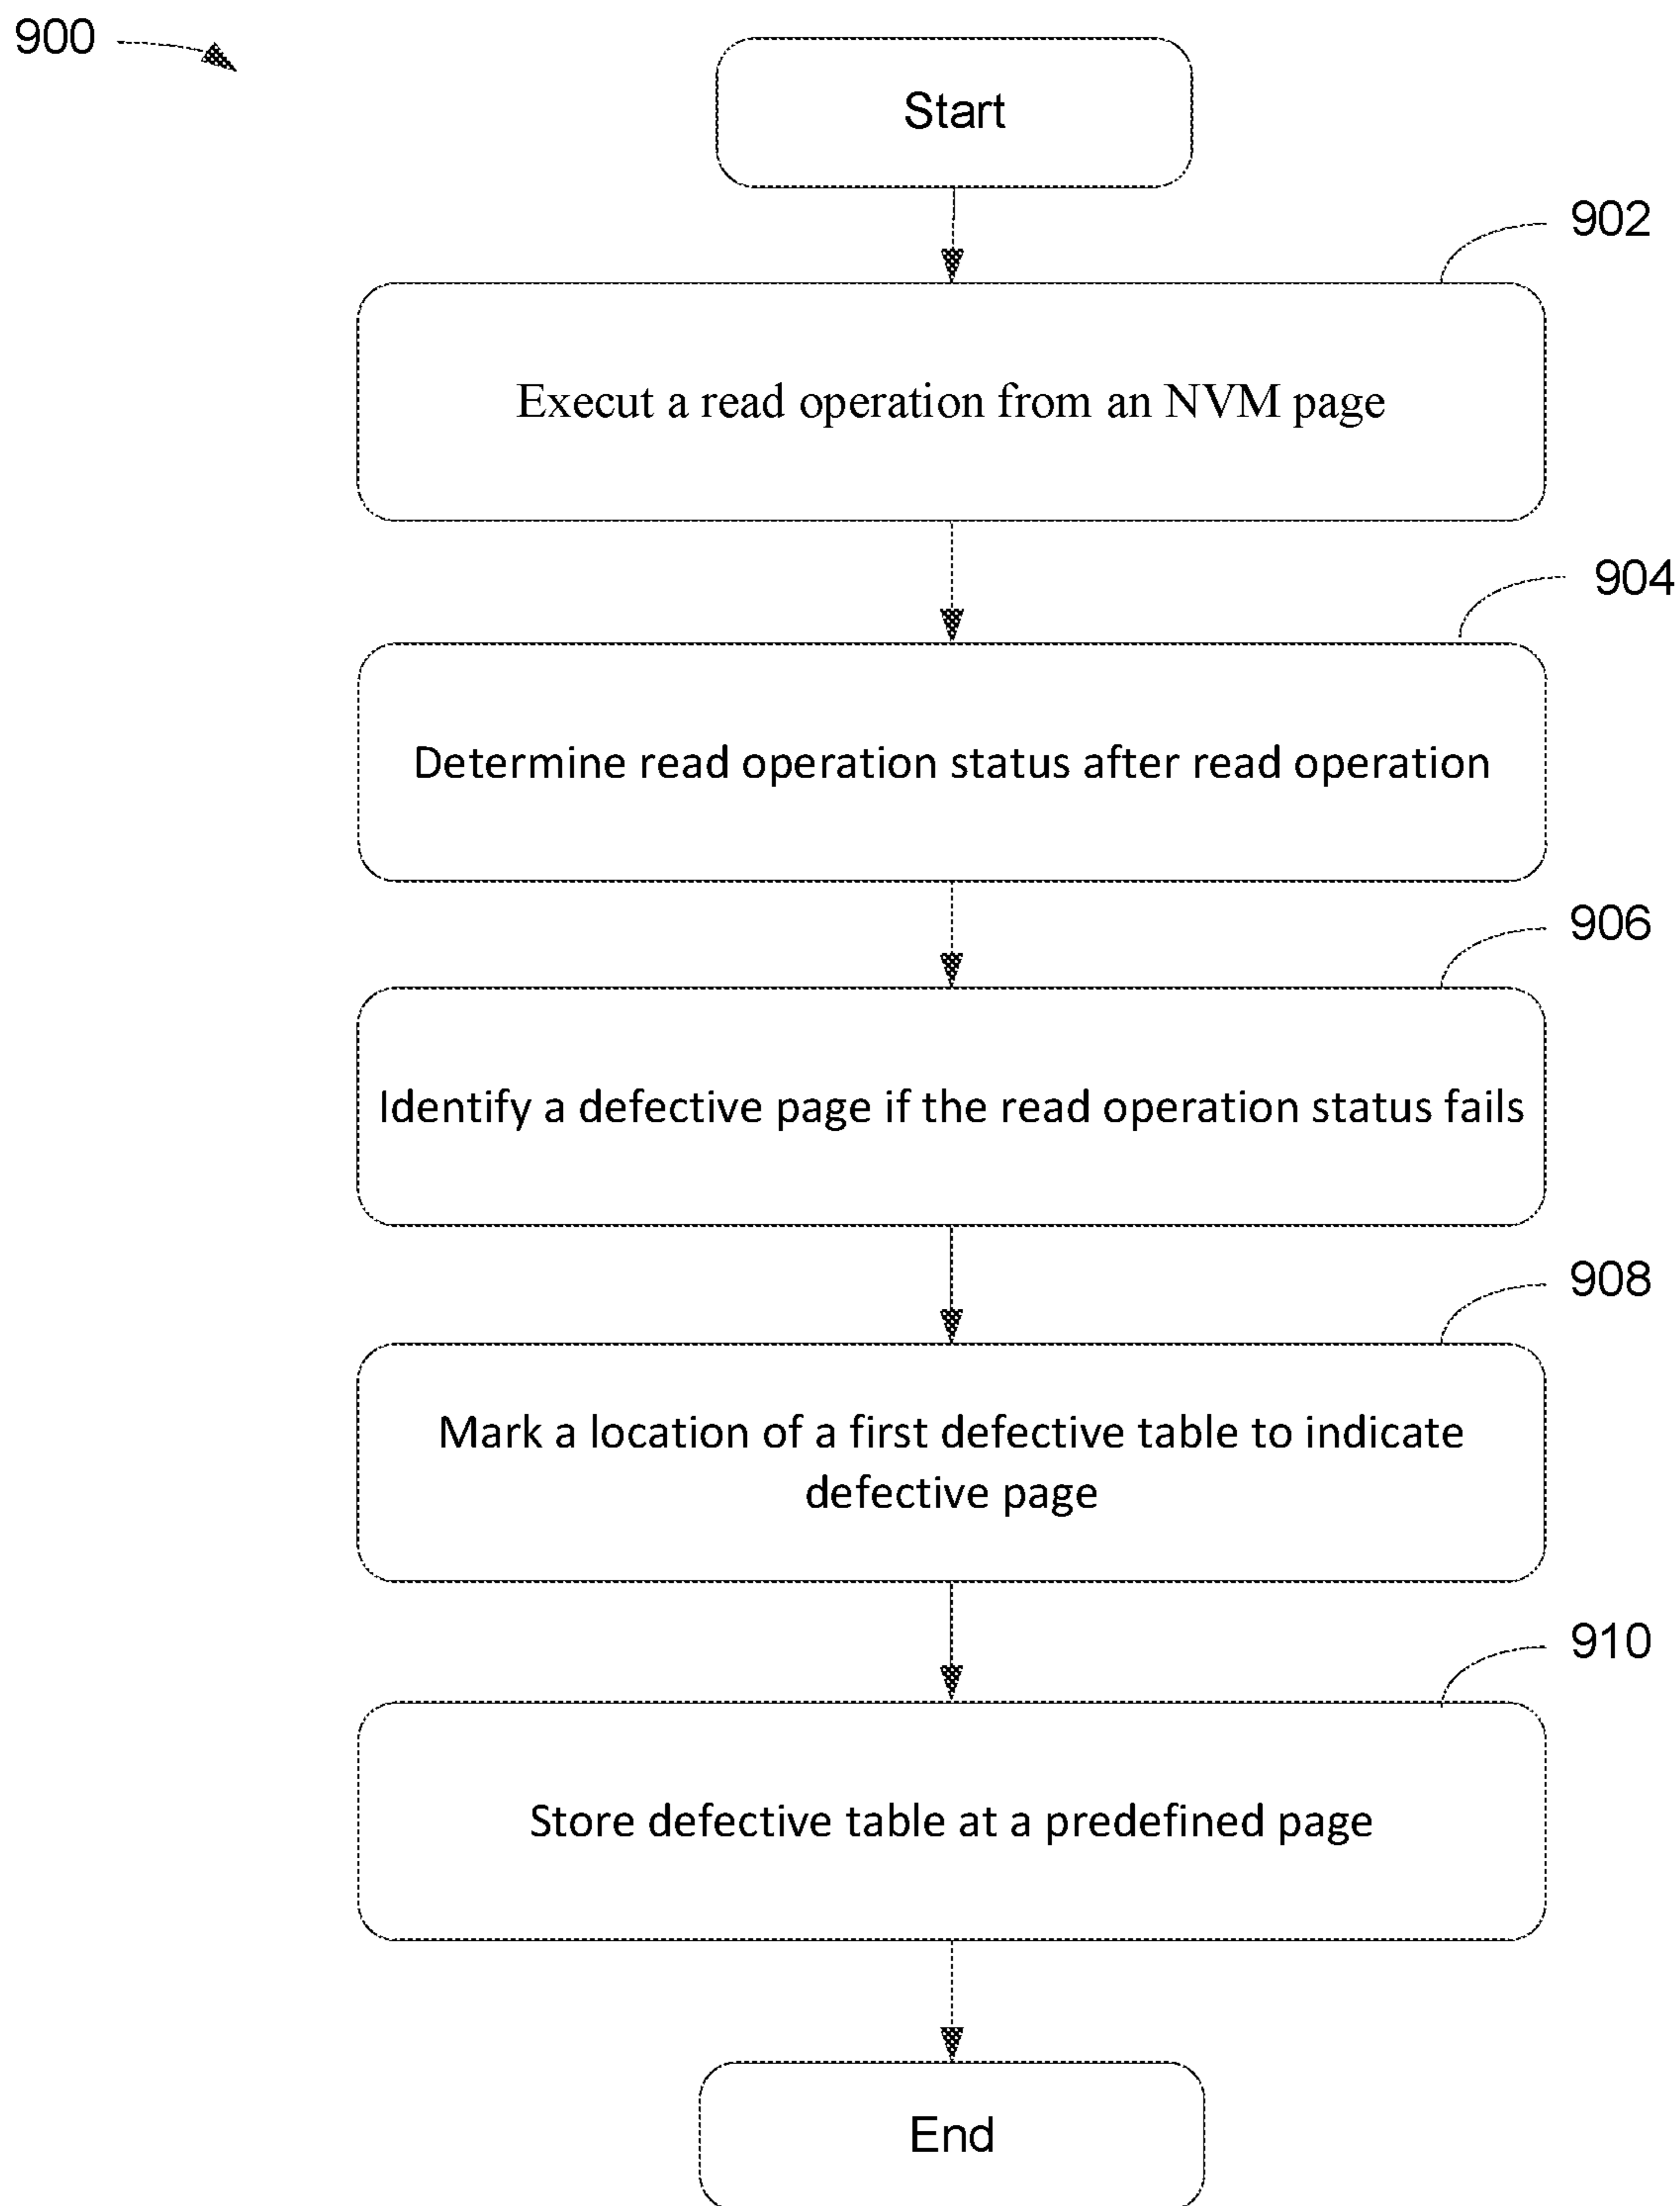 900
Start
902
Execut a read operation from an NVM page
904
Determine read operation status after read operation
906
Identify a defective page if the read operation status fails
908
Mark a location of a first defective table to indicate
defective page
910
Store defective table at a predefined page
End